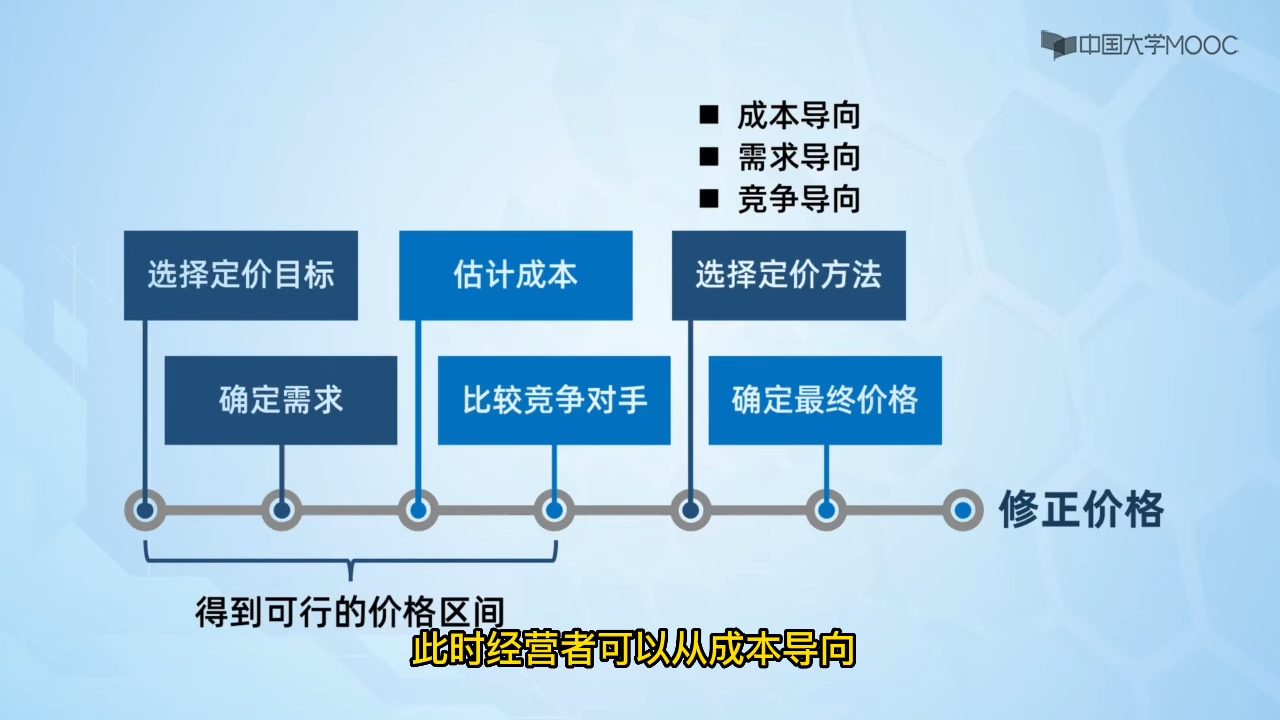 中国大学MOOC
■ 成本导向
■ 需求导向
■ 竞争导向
选择定价目标
估计成本
选择定价方法
确定需求
比较竞争对手
确定最终价格
修正价格
得到可行的价格区间
此时经营者可以从成本导向